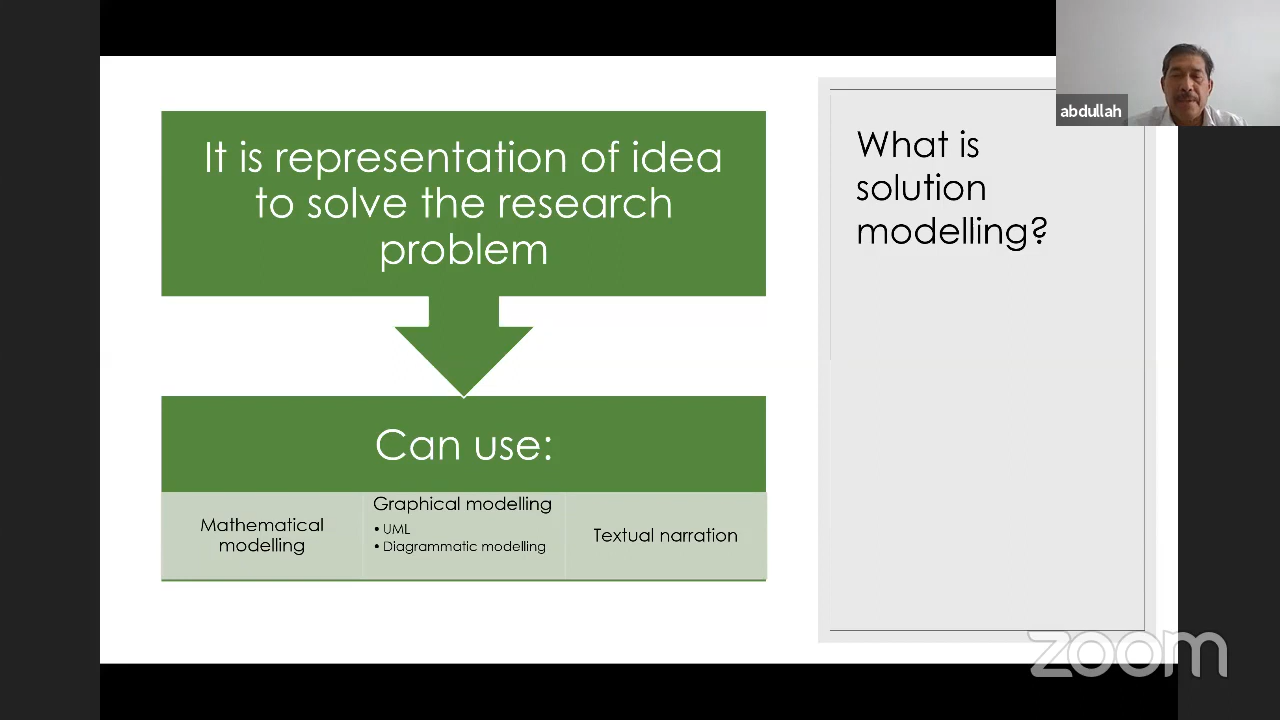 It is representation of idea
to solve the research
problem
Can use:
Mathematical
modelling
Graphical modelling
• UML
• Diagrammatic modelling
Textual narration
What is
solution
modelling?
abdullah
zoom